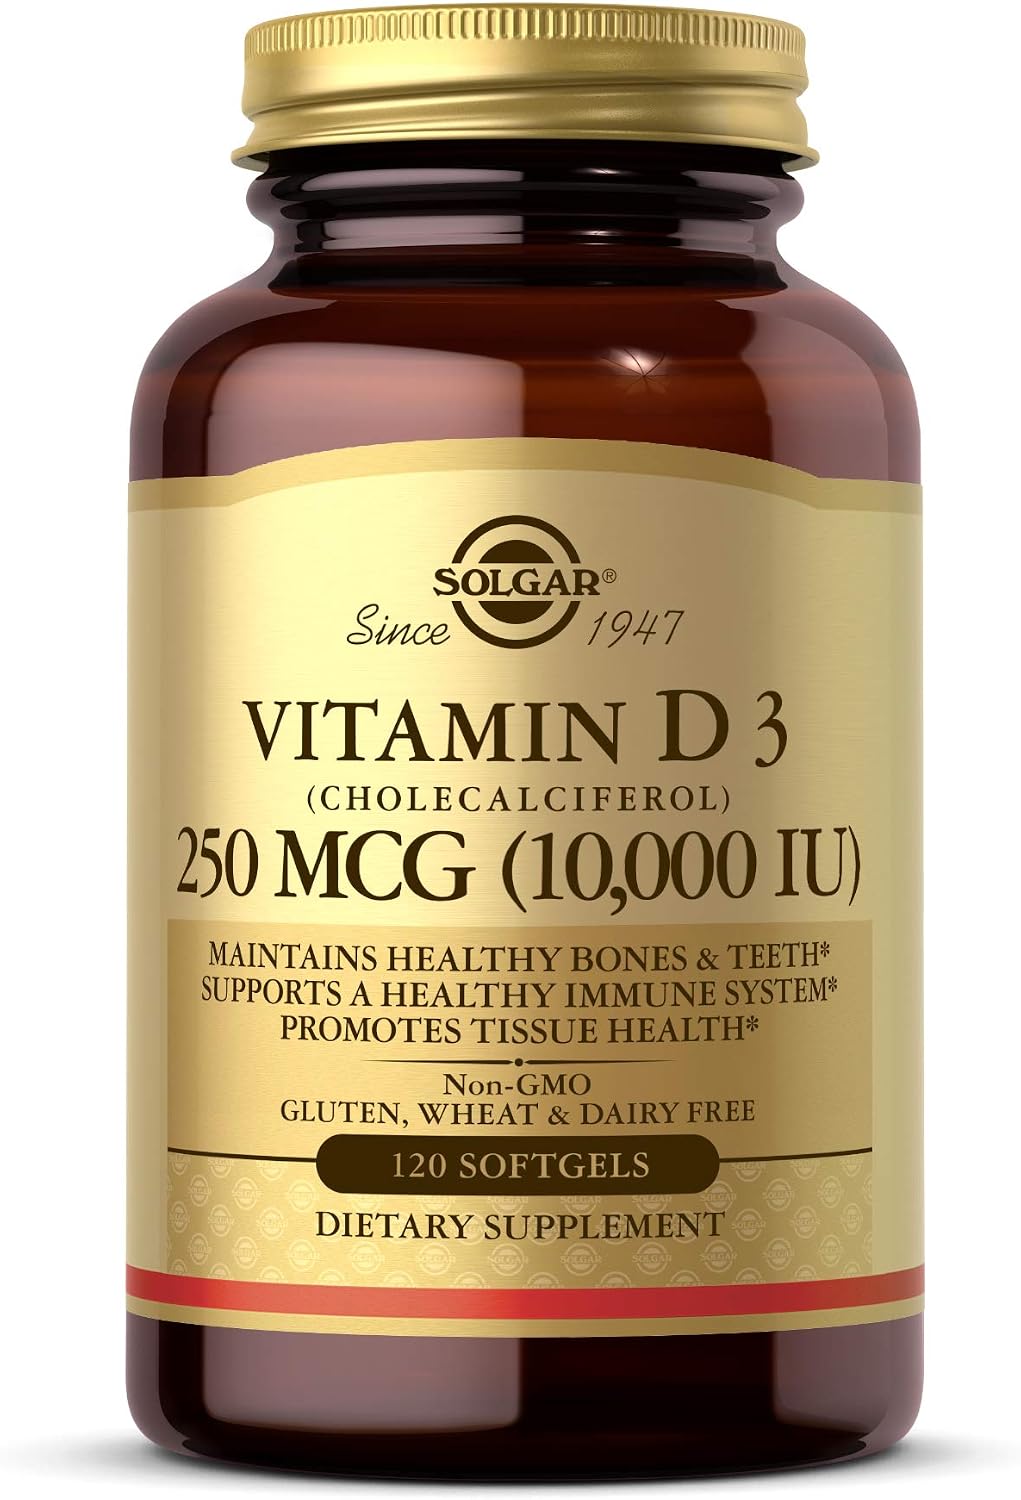 SOLGAR®
Since 1947
VITAMIN D 3
(CHOLECALCIFEROL)
250 MCG (10,000 IU)
MAINTAINS HEALTHY BONES & TEETH*
SUPPORTS A HEALTHY IMMUNE SYSTEM*
PROMOTES TISSUE HEALTH*
Non-GMO
GLUTEN, WHEAT & DAIRY FREE
120 SOFTGELS
DIETARY SUPPLEMENT